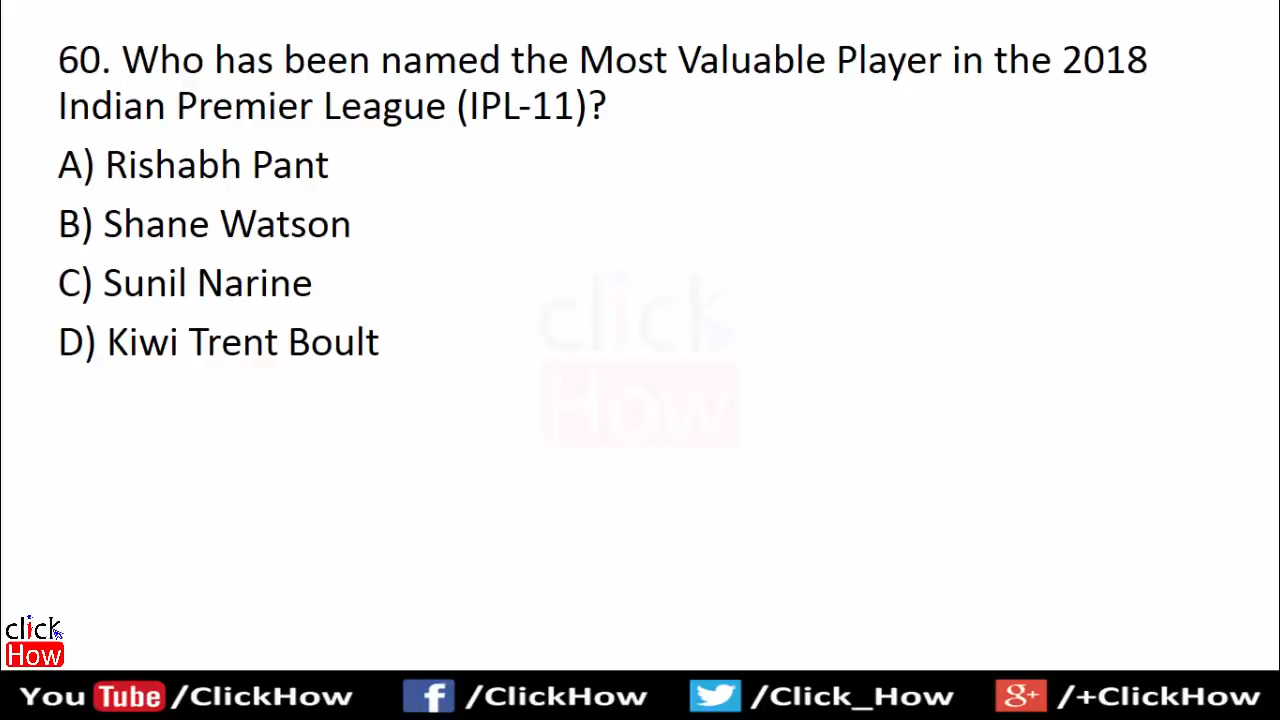 60. Who has been named the Most Valuable Player in the 2018
Indian Premier League (IPL-11)?
A) Rishabh Pant
B) Shane Watson
C) Sunil Narine
D) Kiwi Trent Boult
click
How
click
How
You Tube /ClickHow f /ClickHow /Click_How g+ /+ClickHow